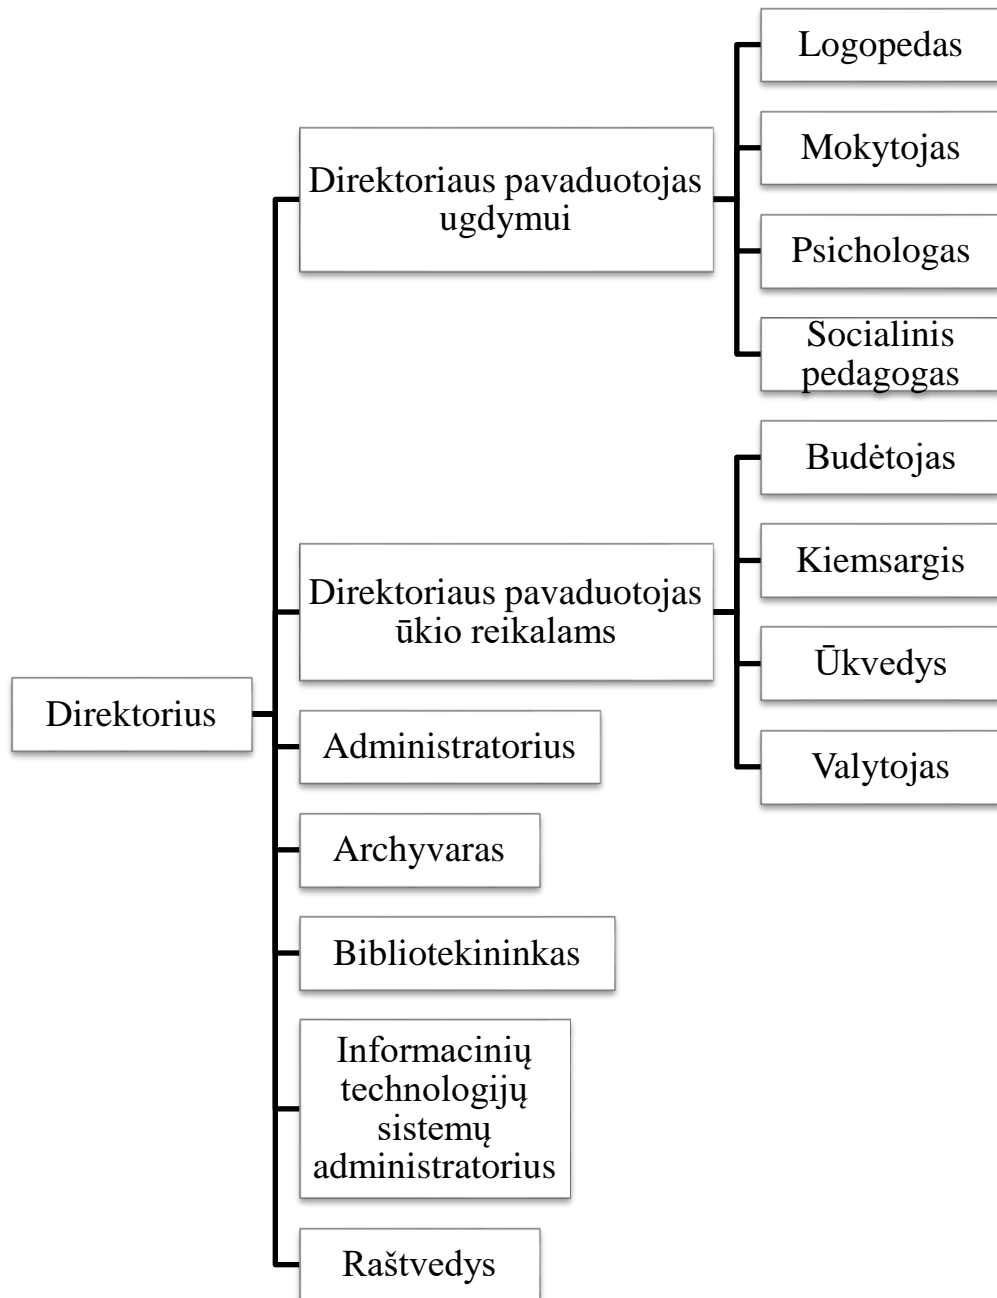 Logopedas
Direktoriaus pavaduotojas
ugdymui
Mokytojas
Psichologas
Socialinis
pedagogas
Budėtojas
Direktoriaus pavaduotojas
ūkio reikalams
Kiemsargis
Ūkvedys
Valytojas
Direktorius
Administratorius
Archyvaras
Bibliotekininkas
Informacinių
technologijų
sistemų
administratorius
Raštvedys